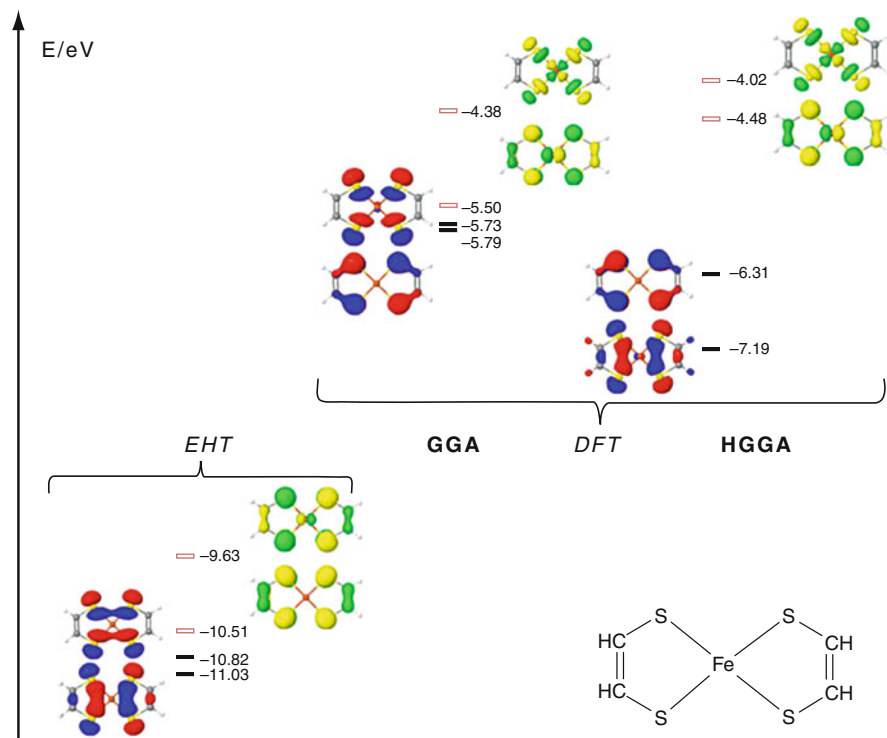 E/eV
−4.38
−5.50
−5.73
−5.79
−4.02
−4.48
−6.31
−7.19
EHT
GGA
DFT
HGGA
−9.63
−10.51
−10.82
−11.03
S S
HC CH
Fe
HC CH
S S